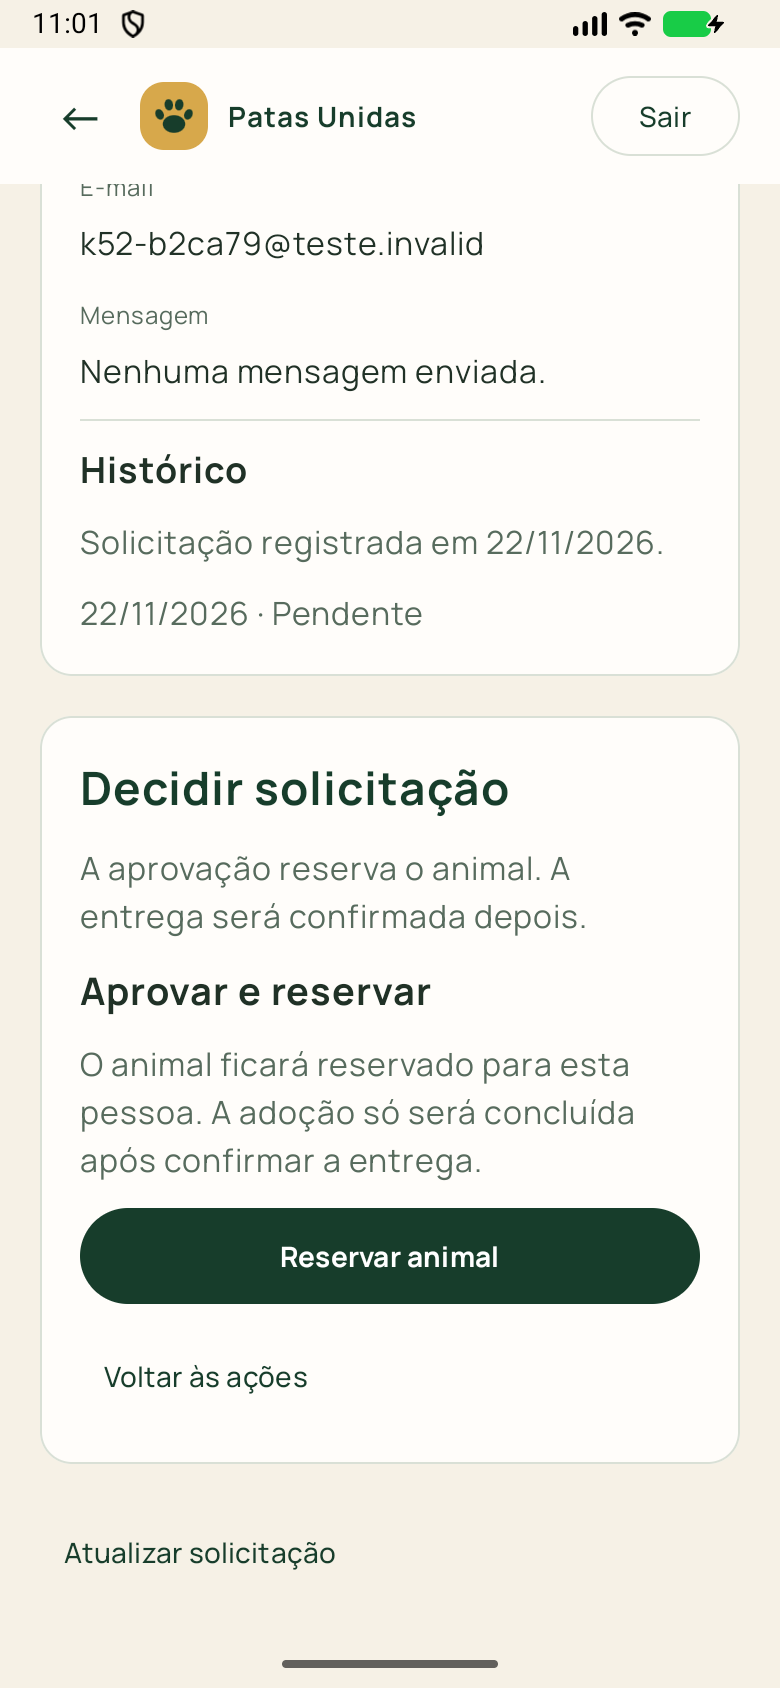 11:01
Patas Unidas
Sair
E-mail
k52-b2ca79@teste.invalid
Mensagem
Nenhuma mensagem enviada.
Histórico
Solicitação registrada em 22/11/2026.
22/11/2026 · Pendente
Decidir solicitação
A aprovação reserva o animal. A
entrega será confirmada depois.
Aprovar e reservar
O animal ficará reservado para esta
pessoa. A adoção só será concluída
após confirmar a entrega.
Reservar animal
Voltar às ações
Atualizar solicitação